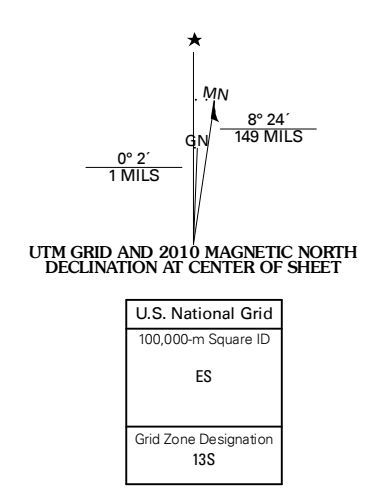 ★
MN
GN
8° 24´
149 MILS
0° 2´
1 MILS
UTM GRID AND 2010 MAGNETIC NORTH
DECLINATION AT CENTER OF SHEET
U.S. National Grid
100,000-m Square ID
ES
Grid Zone Designation
13S